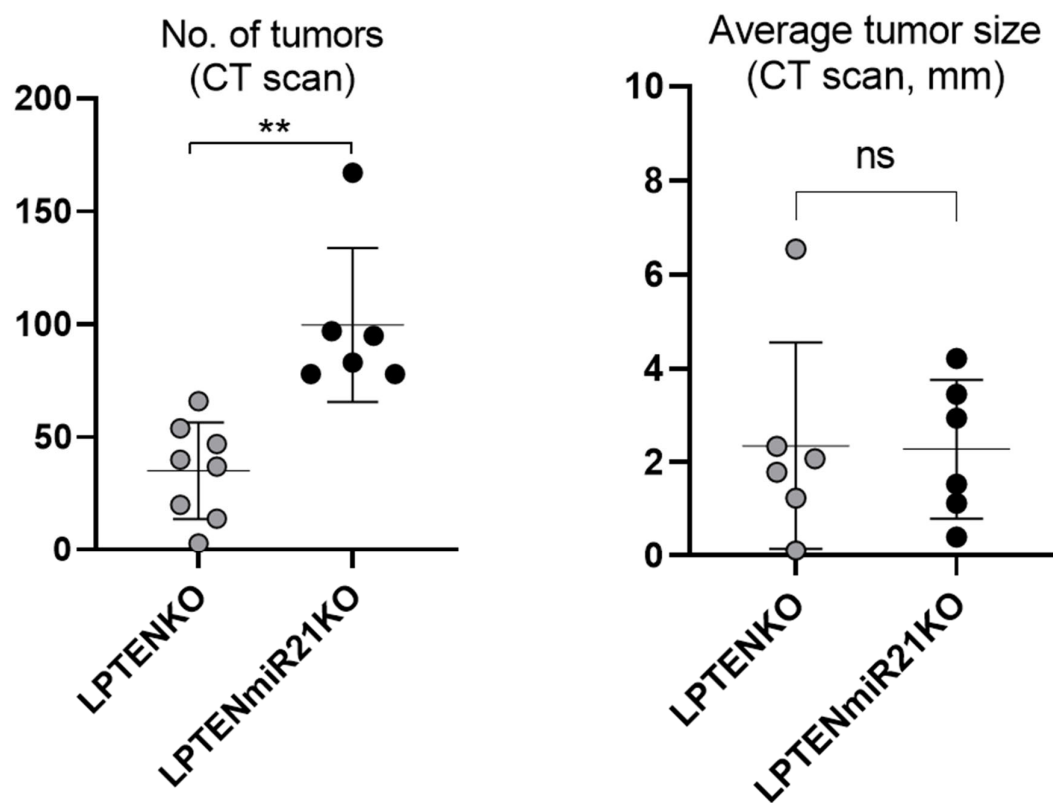 No. of tumors
(CT scan)
200
150
100
50
0
**
LPTENKO
LPTENmiR21KO
Average tumor size
(CT scan, mm)
10
8
6
4
2
0
ns
LPTENKO
LPTENmiR21KO